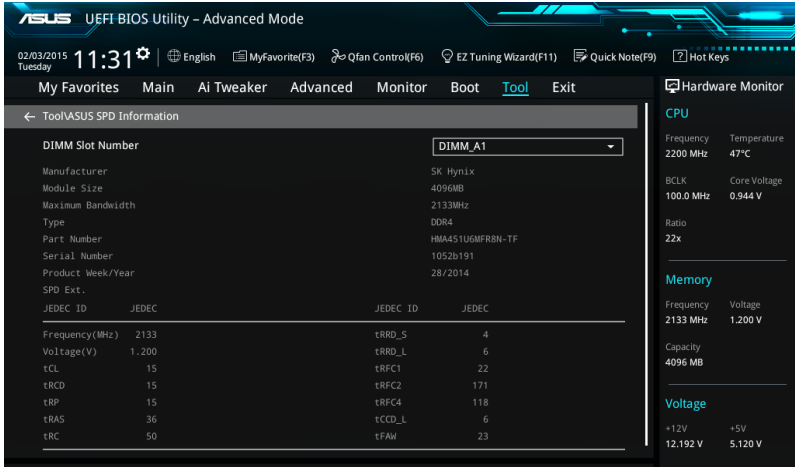 ASUS UEFI BIOS Utility – Advanced Mode
02/03/2015 Tuesday 11:31 English MyFavorite(F3) Qfan Control(F6) EZ Tuning Wizard(F11) Quick Note(F9) ? Hot Keys
My Favorites Main Ai Tweaker Advanced Monitor Boot Tool Exit
← Tool\ASUS SPD Information
DIMM Slot Number DIMM_A1
Manufacturer SK Hynix
Module Size 4096MB
Maximum Bandwidth 2133MHz
Type DDR4
Part Number HMA451U6MFR8N-TF
Serial Number 1052b191
Product Week/Year 28/2014
SPD Ext.
JEDEC ID JEDEC JEDEC ID JEDEC
Frequency(MHz) 2133 tRRD_S 4
Voltage(V) 1.200 tRRD_L 6
tCL 15 tRFC1 22
tRCD 15 tRFC2 171
tRP 15 tRFC4 118
tRAS 36 tCCD_L 6
tRC 50 tFAW 23
Hardware Monitor
CPU
Frequency Temperature
2200 MHz 47°C
BCLK Core Voltage
100.0 MHz 0.944 V
Ratio
22x
Memory
Frequency Voltage
2133 MHz 1.200 V
Capacity
4096 MB
Voltage
+12V +5V
12.192 V 5.120 V